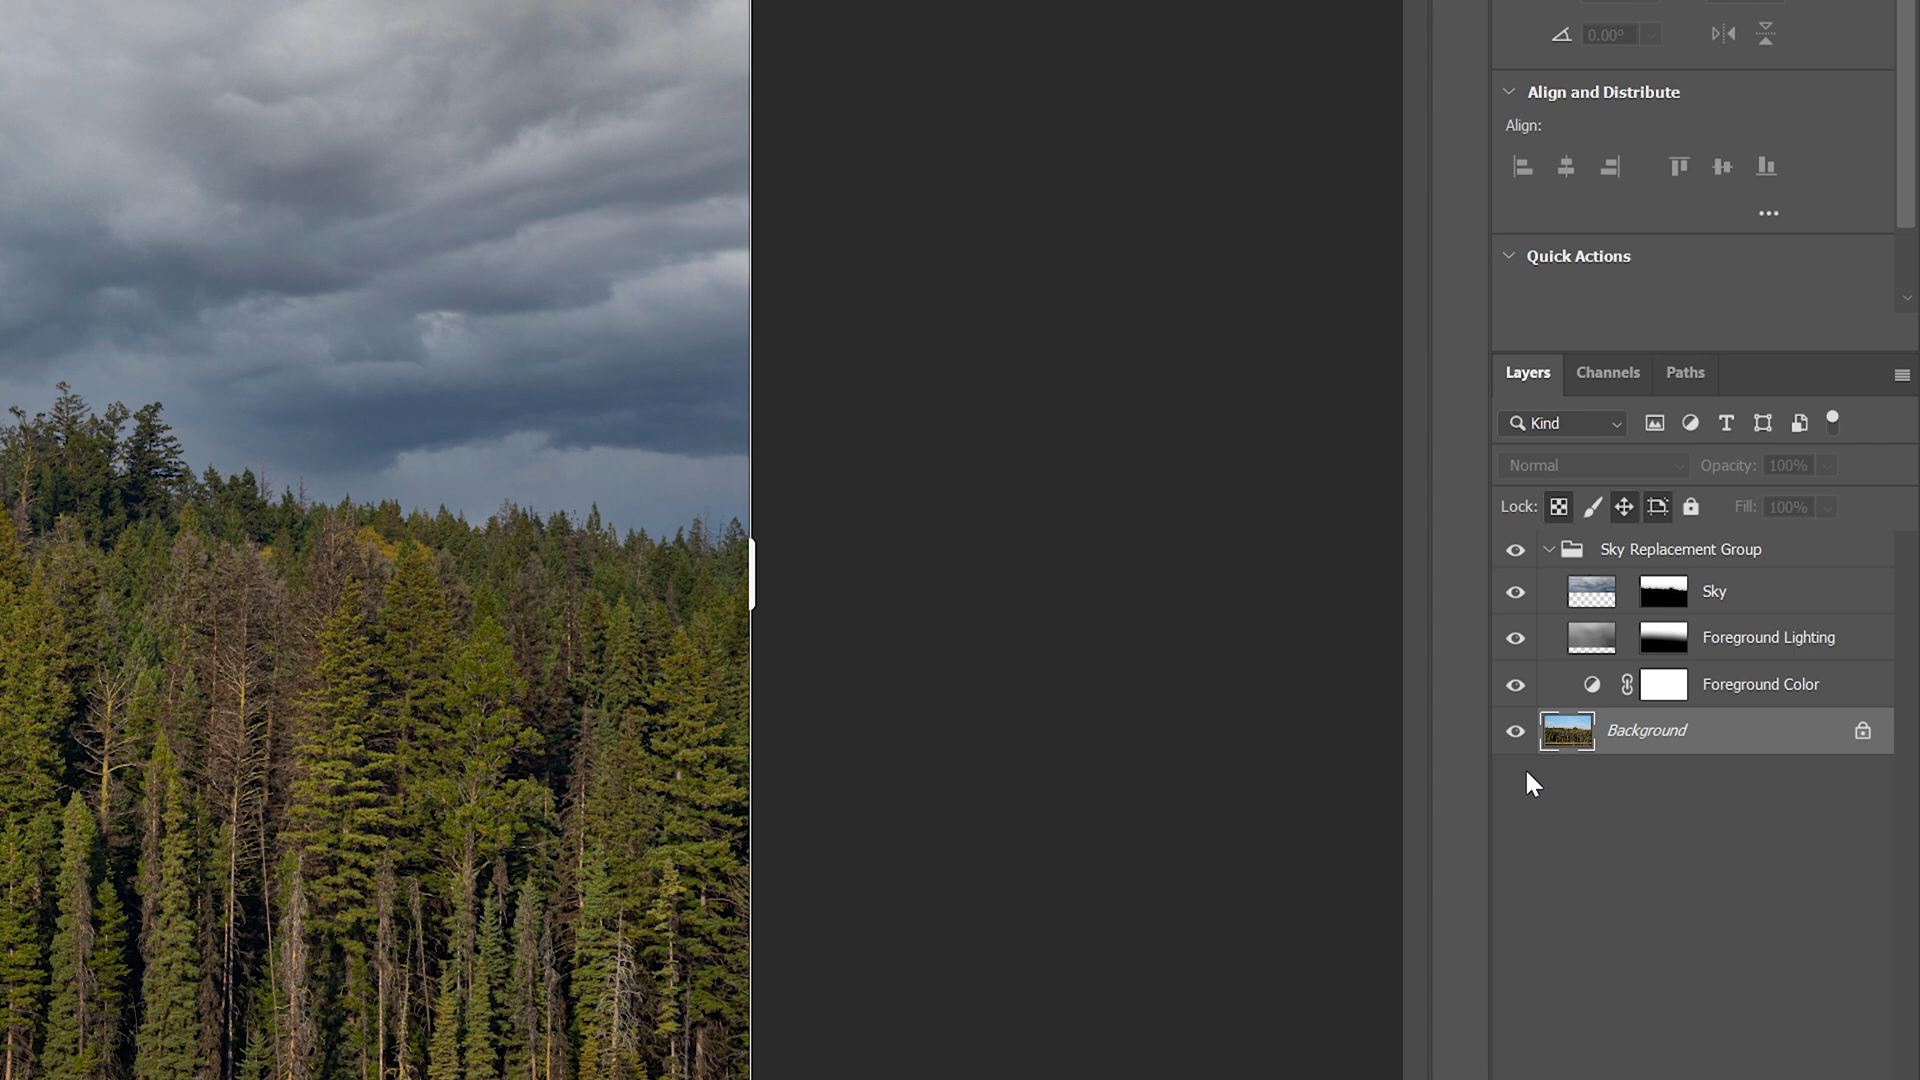 0.00°
Align and Distribute
Align:
Quick Actions
Layers Channels Paths
Kind
Normal Opacity: 100%
Lock: Fill: 100%
Sky Replacement Group
Sky
Foreground Lighting
Foreground Color
Background